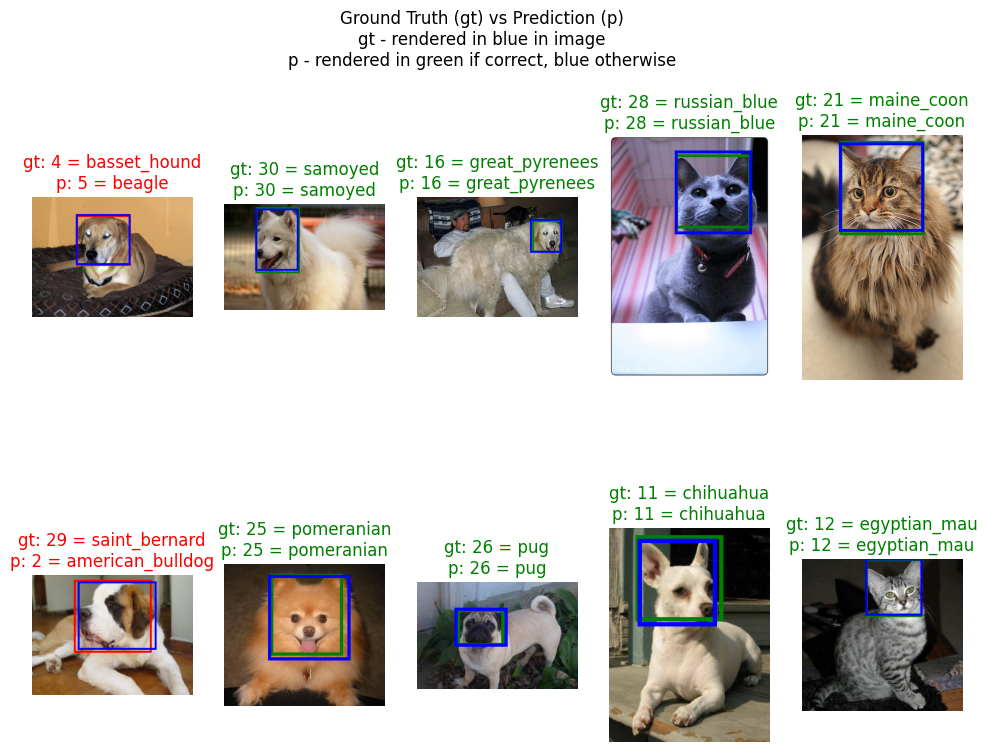 Ground Truth (gt) vs Prediction (p)
gt - rendered in blue in image
p - rendered in green if correct, blue otherwise
gt: 4 = basset_hound
p: 5 = beagle
gt: 30 = samoyed
p: 30 = samoyed
gt: 16 = great_pyrenees
p: 16 = great_pyrenees
gt: 28 = russian_blue
p: 28 = russian_blue
gt: 21 = maine_coon
p: 21 = maine_coon
gt: 29 = saint_bernard
p: 2 = american_bulldog
gt: 25 = pomeranian
p: 25 = pomeranian
gt: 26 = pug
p: 26 = pug
gt: 11 = chihuahua
p: 11 = chihuahua
gt: 12 = egyptian_mau
p: 12 = egyptian_mau